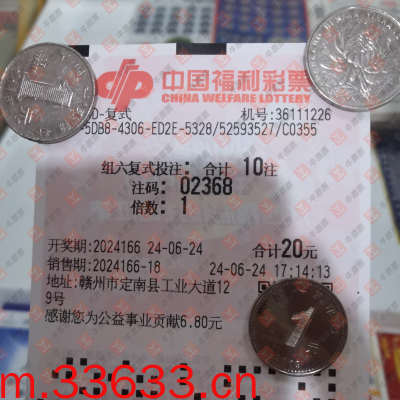 中国福利彩票
CHINA WELFARE LOTTERY
D-复式 机号:36111226
5DB8-4306-ED2E-5328/52593527/C0355
组六复式投注: 合计 10注
注码: 02368
倍数: 1
开奖期:2024166 24-06-24 合计20元
销售期:2024166-18 24-06-24 17:14:13
地址:赣州市定南县工业大道12
9号
感谢您为公益事业贡献6.80元
1
m.33633.cn